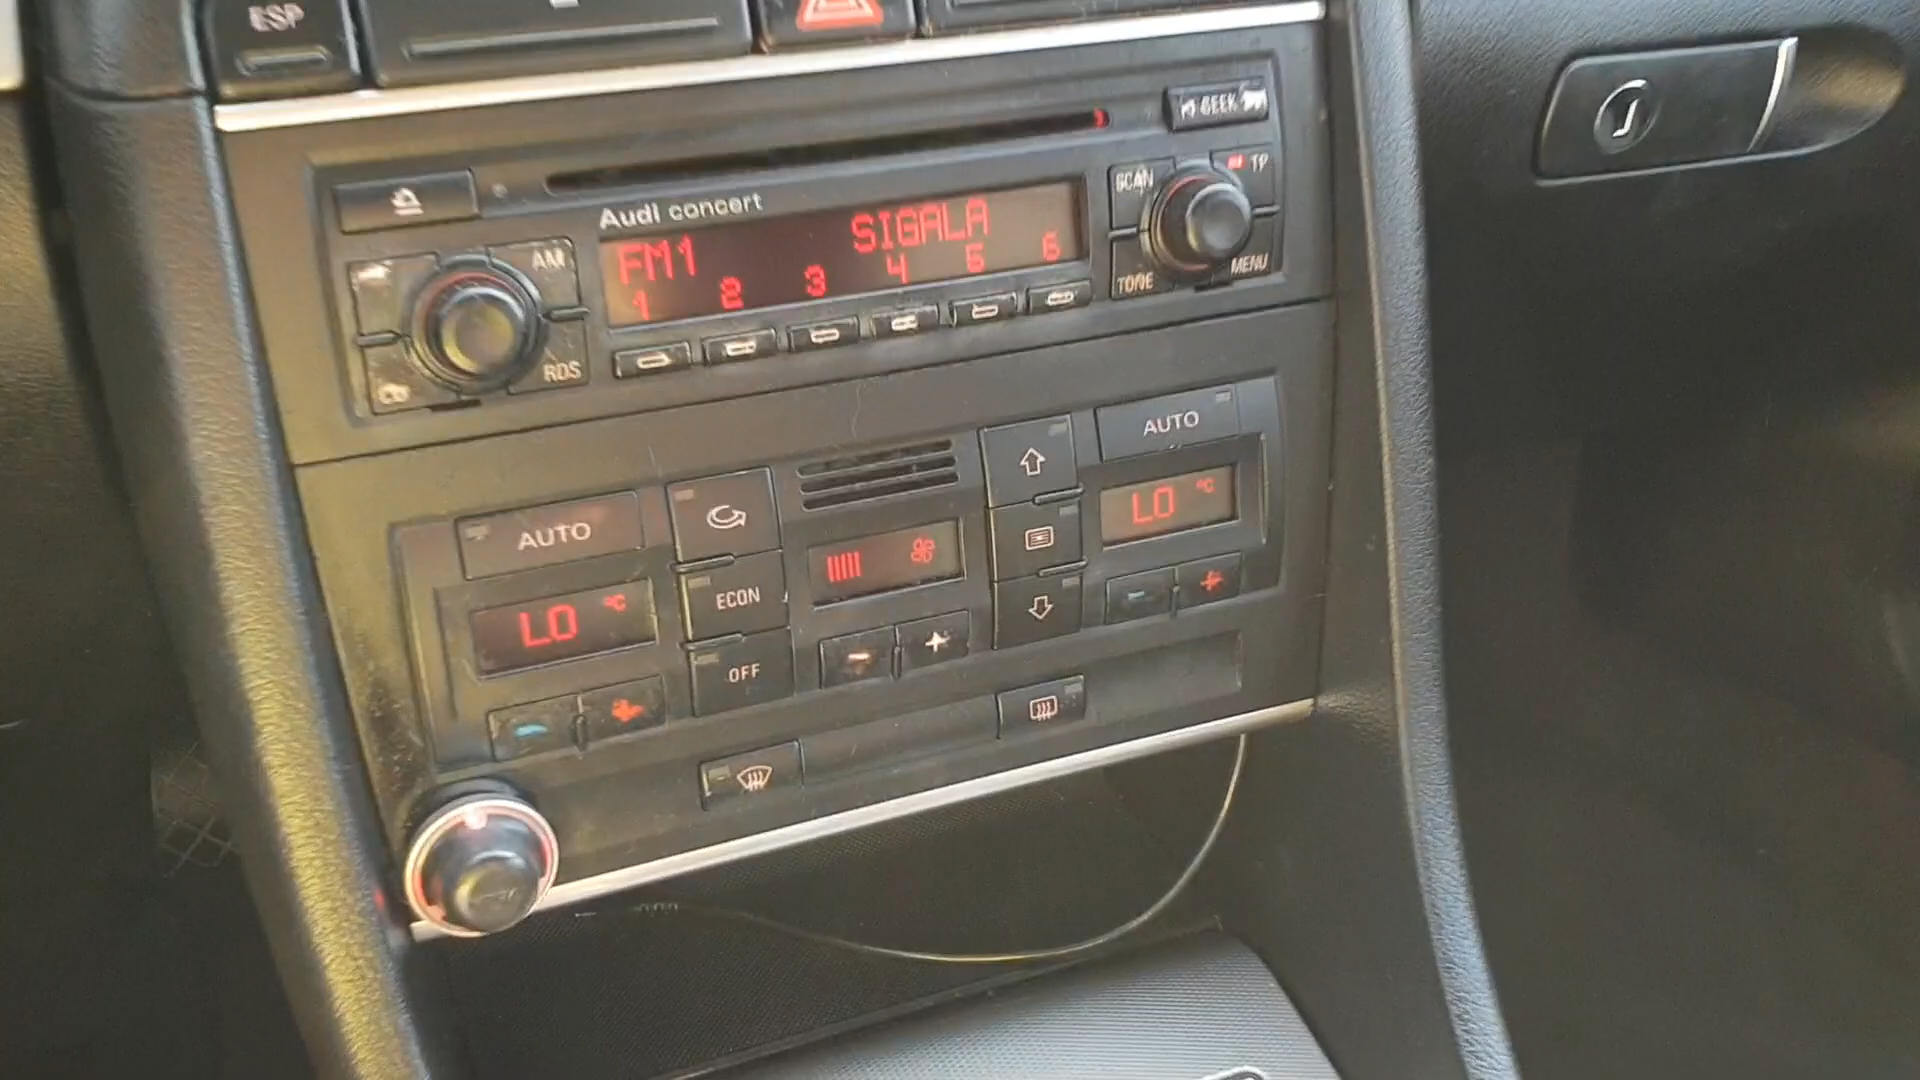 ESP
SEEK
Audi concert
SCAN
TP
AM
FM1
SIGALA
1 2 3 4 5 6
TONE
MENU
CD
RDS
AUTO
AUTO
LO °C
LO °C
ECON
OFF